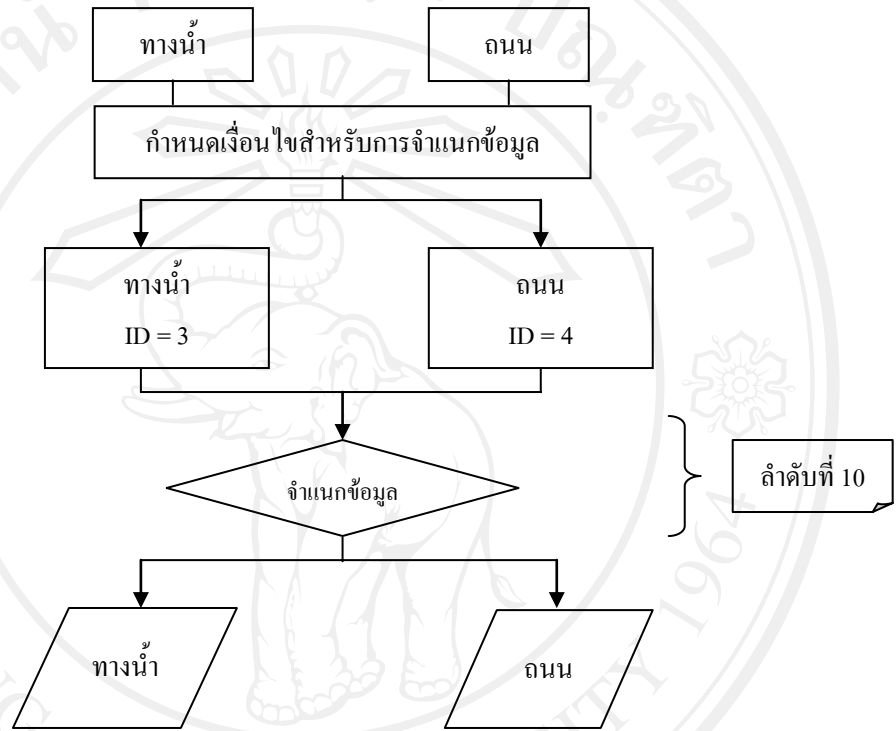 ทางน้ำ
ถนน
กำหนดเงื่อนไขสำหรับการจำแนกข้อมูล
ทางน้ำ
ID = 3
ถนน
ID = 4
จำแนกข้อมูล
ลำดับที่ 10
ทางน้ำ
ถนน
1964